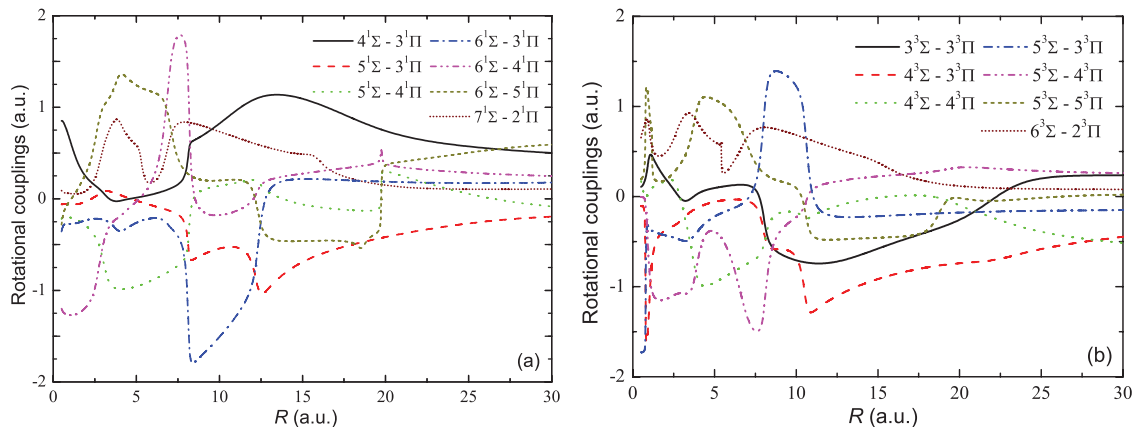 Rotational couplings (a.u.)
2
1
0
-1
-2
4¹Σ - 3¹Π
5¹Σ - 3¹Π
5¹Σ - 4¹Π
6¹Σ - 3¹Π
6¹Σ - 4¹Π
6¹Σ - 5¹Π
7¹Σ - 2¹Π
(a)
0 5 10 15 20 25 30
R (a.u.)
Rotational couplings (a.u.)
2
1
0
-1
-2
3³Σ - 3³Π
4³Σ - 3³Π
4³Σ - 4³Π
5³Σ - 3³Π
5³Σ - 4³Π
5³Σ - 5³Π
6³Σ - 2³Π
(b)
0 5 10 15 20 25 30
R (a.u.)